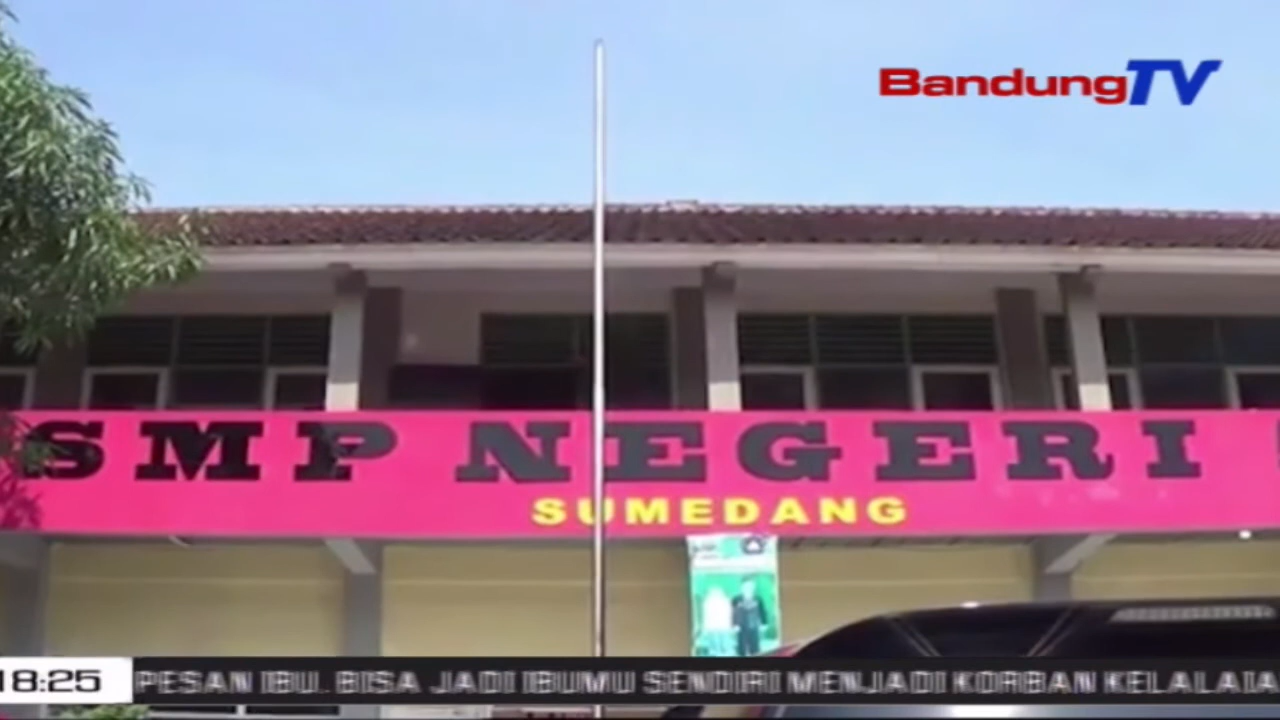 BandungTV
SMP NEGERI
SUMEDANG
18:25 PESAN IBU. BISA JADI IBUMU SENDIRI MENJADI KORBAN KELALAIA